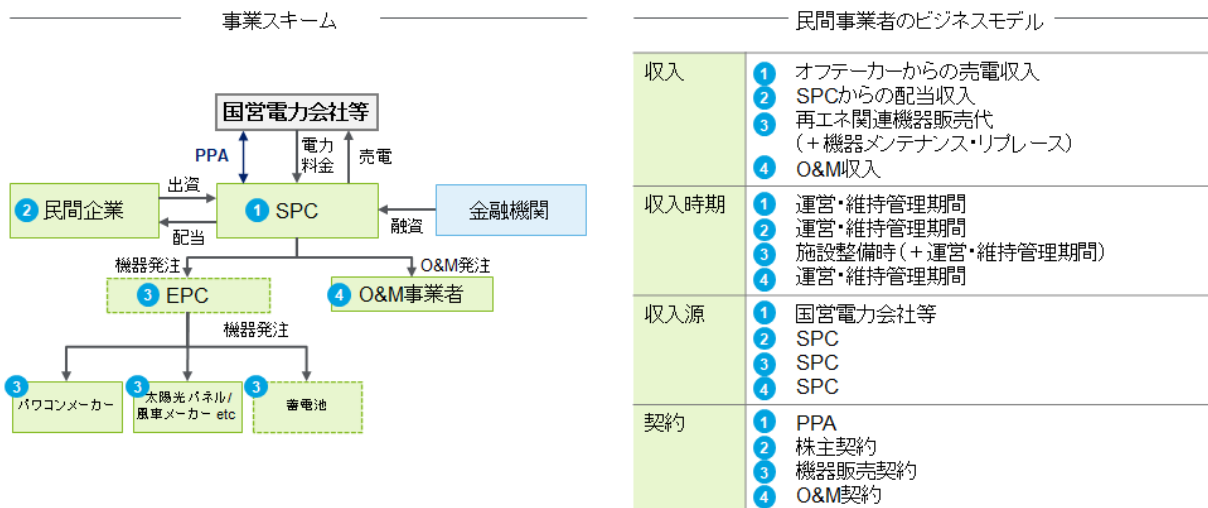 事業スキーム
国営電力会社等
PPA
電力
料金
売電
出資
2 民間企業
1 SPC
金融機関
配当
融資
機器発注
O&M発注
3 EPC
4 O&M事業者
機器発注
3
パワコンメーカー
3
太陽光パネル/
風車メーカー etc
3
蓄電池
民間事業者のビジネスモデル
収入
1 オフテーカーからの売電収入
2 SPCからの配当収入
3 再エネ関連機器販売代
(+機器メンテナンス・リプレース)
4 O&M収入
収入時期
1 運営・維持管理期間
2 運営・維持管理期間
3 施設整備時(+運営・維持管理期間)
4 運営・維持管理期間
収入源
1 国営電力会社等
2 SPC
3 SPC
4 SPC
契約
1 PPA
2 株主契約
3 機器販売契約
4 O&M契約